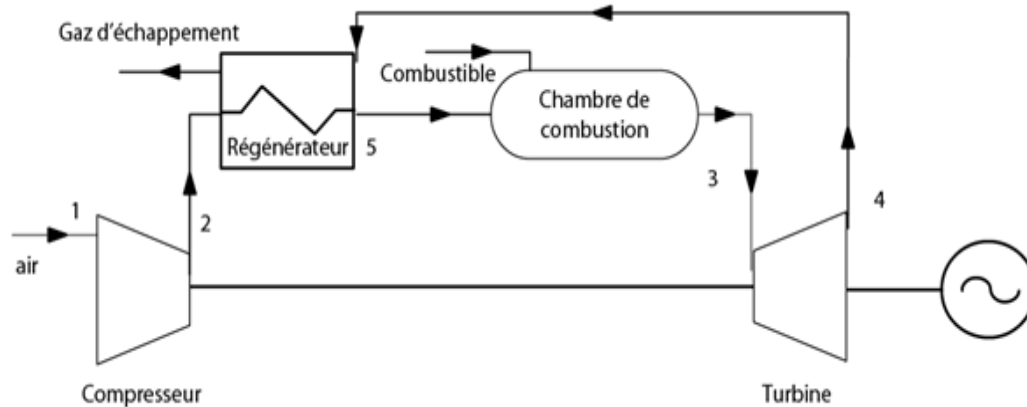 Gaz d'échappement
Combustible
Chambre de
combustion
Régénérateur
5
3
4
1
2
air
Compresseur
Turbine